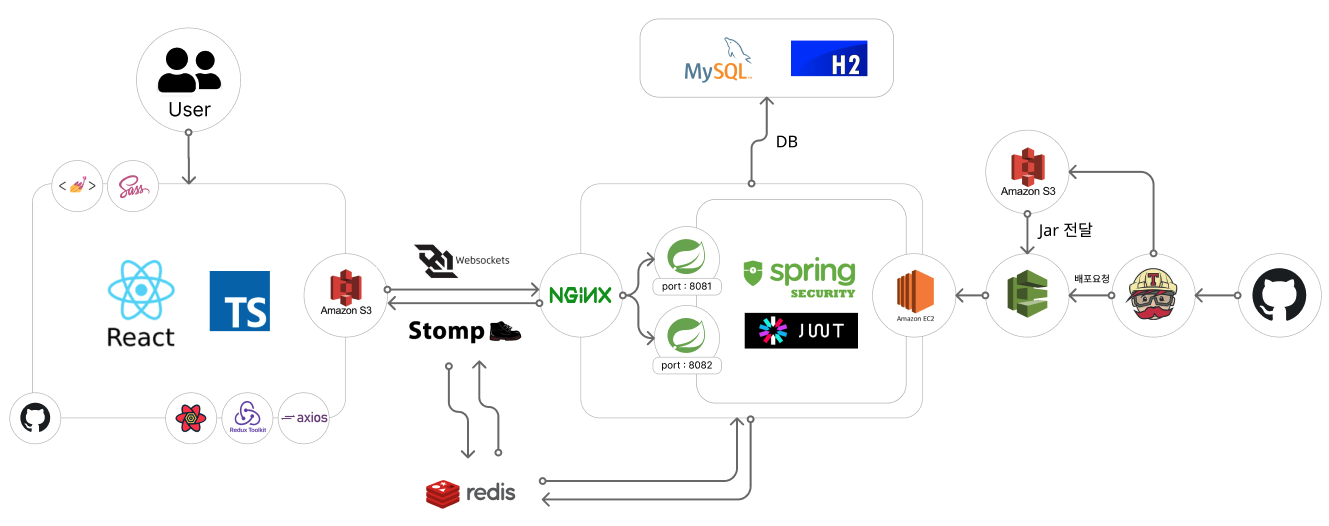 User
MySQL
H2
DB
< >
Sass
React
TS
Amazon S3
Redux Toolkit
axios
Websockets
Stomp
redis
NGiNX
port : 8081
port : 8082
spring
SECURITY
JWT
Amazon EC2
Amazon S3
Jar 전달
배포요청
T